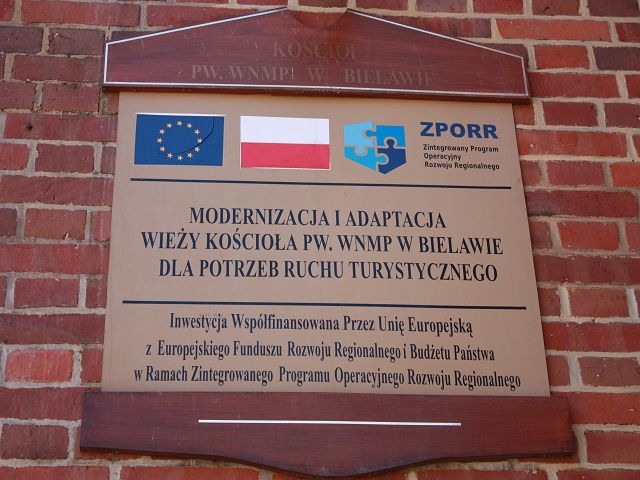 KOŚCIÓŁ
PW. WNMP W BIELAWIE
ZPORR
Zintegrowany Program
Operacyjny
Rozwoju Regionalnego
MODERNIZACJA I ADAPTACJA
WIEŻY KOŚCIOŁA PW. WNMP W BIELAWIE
DLA POTRZEB RUCHU TURYSTYCZNEGO
Inwestycja Współfinansowana Przez Unię Europejską
z Europejskiego Funduszu Rozwoju Regionalnego i Budżetu Państwa
w Ramach Zintegrowanego Programu Operacyjnego Rozwoju Regionalnego